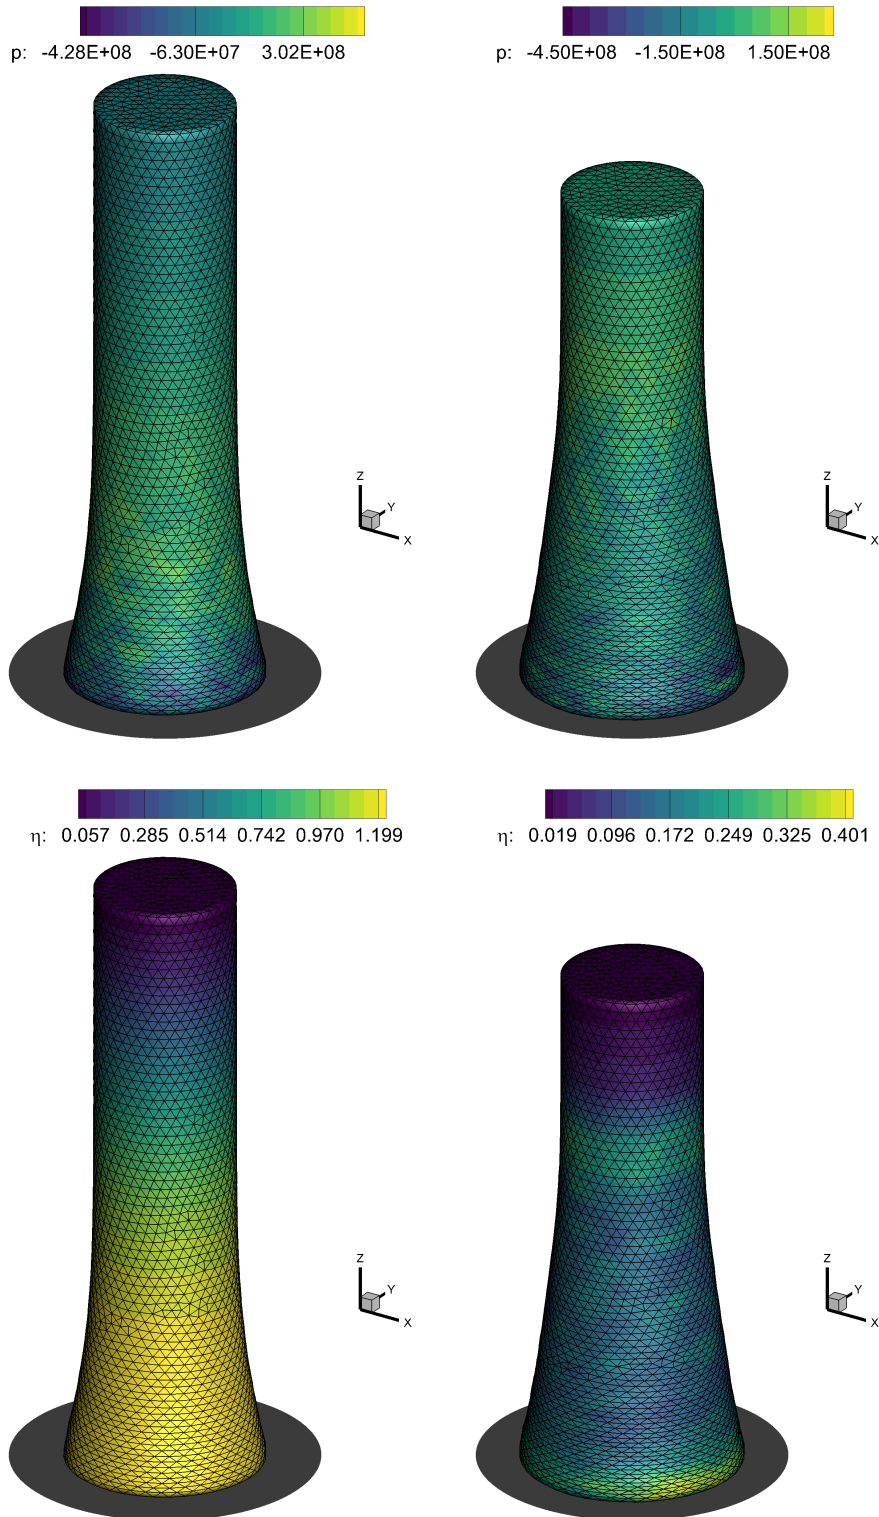 p: -4.28E+08 -6.30E+07 3.02E+08
p: -4.50E+08 -1.50E+08 1.50E+08
Z
Y
X
Z
Y
X
η: 0.057 0.285 0.514 0.742 0.970 1.199
η: 0.019 0.096 0.172 0.249 0.325 0.401
Z
Y
X
Z
Y
X